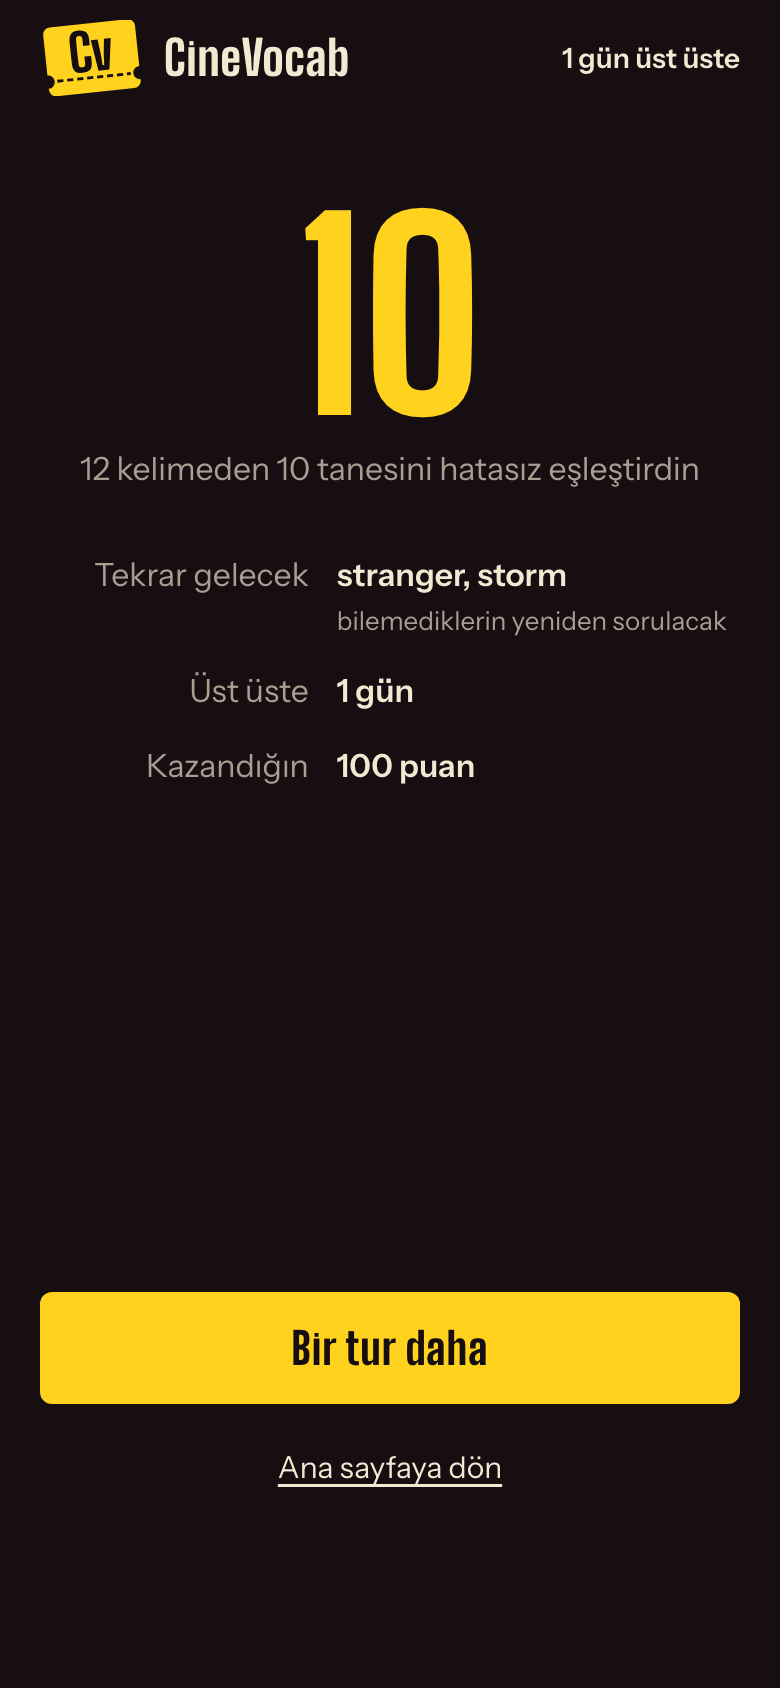 Cv
CineVocab
1 gün üst üste
10
12 kelimeden 10 tanesini hatasız eşleştirdin
Tekrar gelecek stranger, storm
bilemediklerin yeniden sorulacak
Üst üste 1 gün
Kazandığın 100 puan
Bir tur daha
Ana sayfaya dön